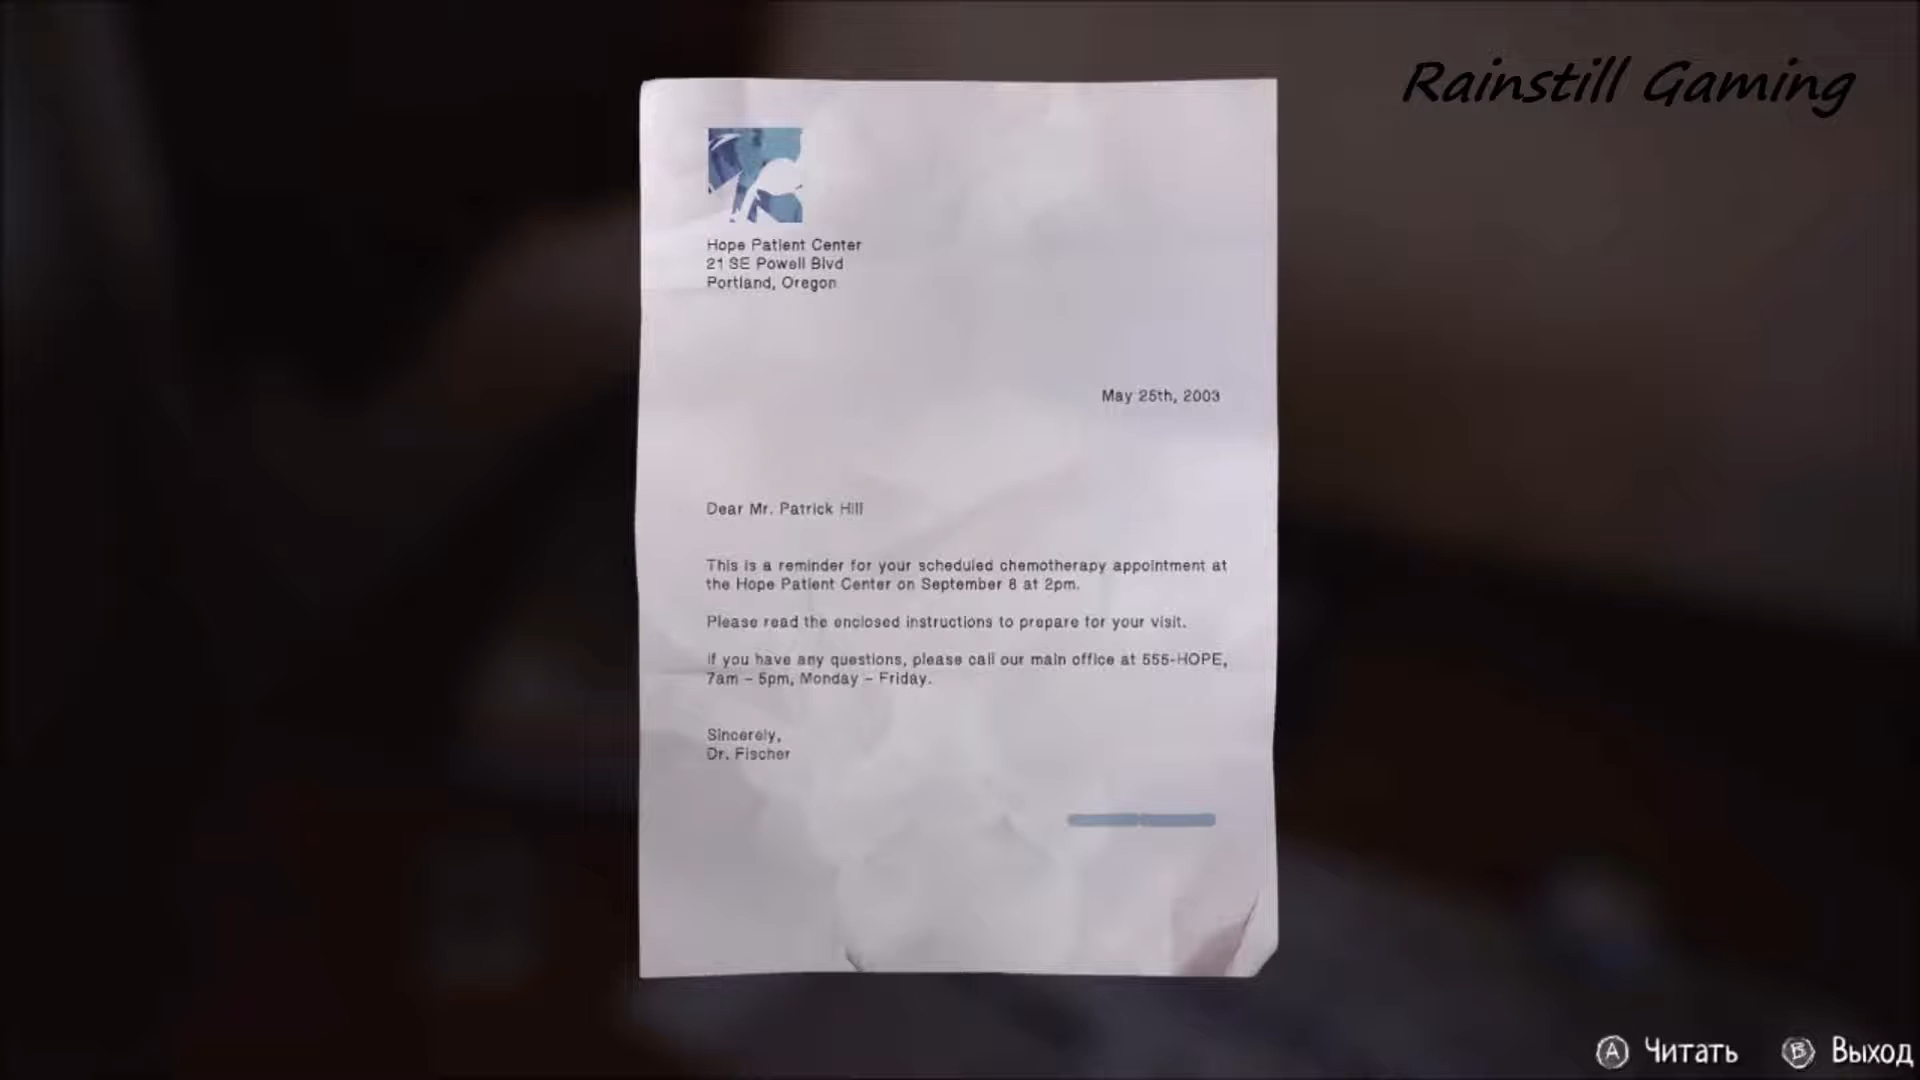 Rainstill Gaming
Hope Patient Center
21 SE Powell Blvd
Portland, Oregon
May 25th, 2003
Dear Mr. Patrick Hill
This is a reminder for your scheduled chemotherapy appointment at
the Hope Patient Center on September 8 at 2pm.
Please read the enclosed instructions to prepare for your visit.
If you have any questions, please call our main office at 555-HOPE,
7am – 5pm, Monday – Friday.
Sincerely,
Dr. Fischer
A Читать B Выход